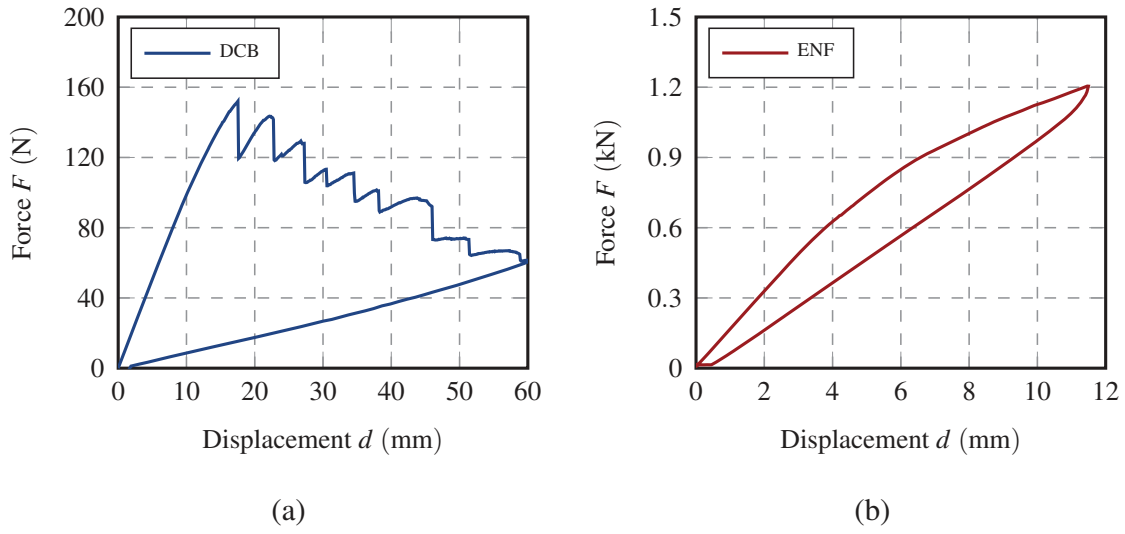 200
160
120
80
40
0
Force F (N)
DCB
0 10 20 30 40 50 60
Displacement d (mm)
(a)
1.5
1.2
0.9
0.6
0.3
0
Force F (kN)
ENF
0 2 4 6 8 10 12
Displacement d (mm)
(b)